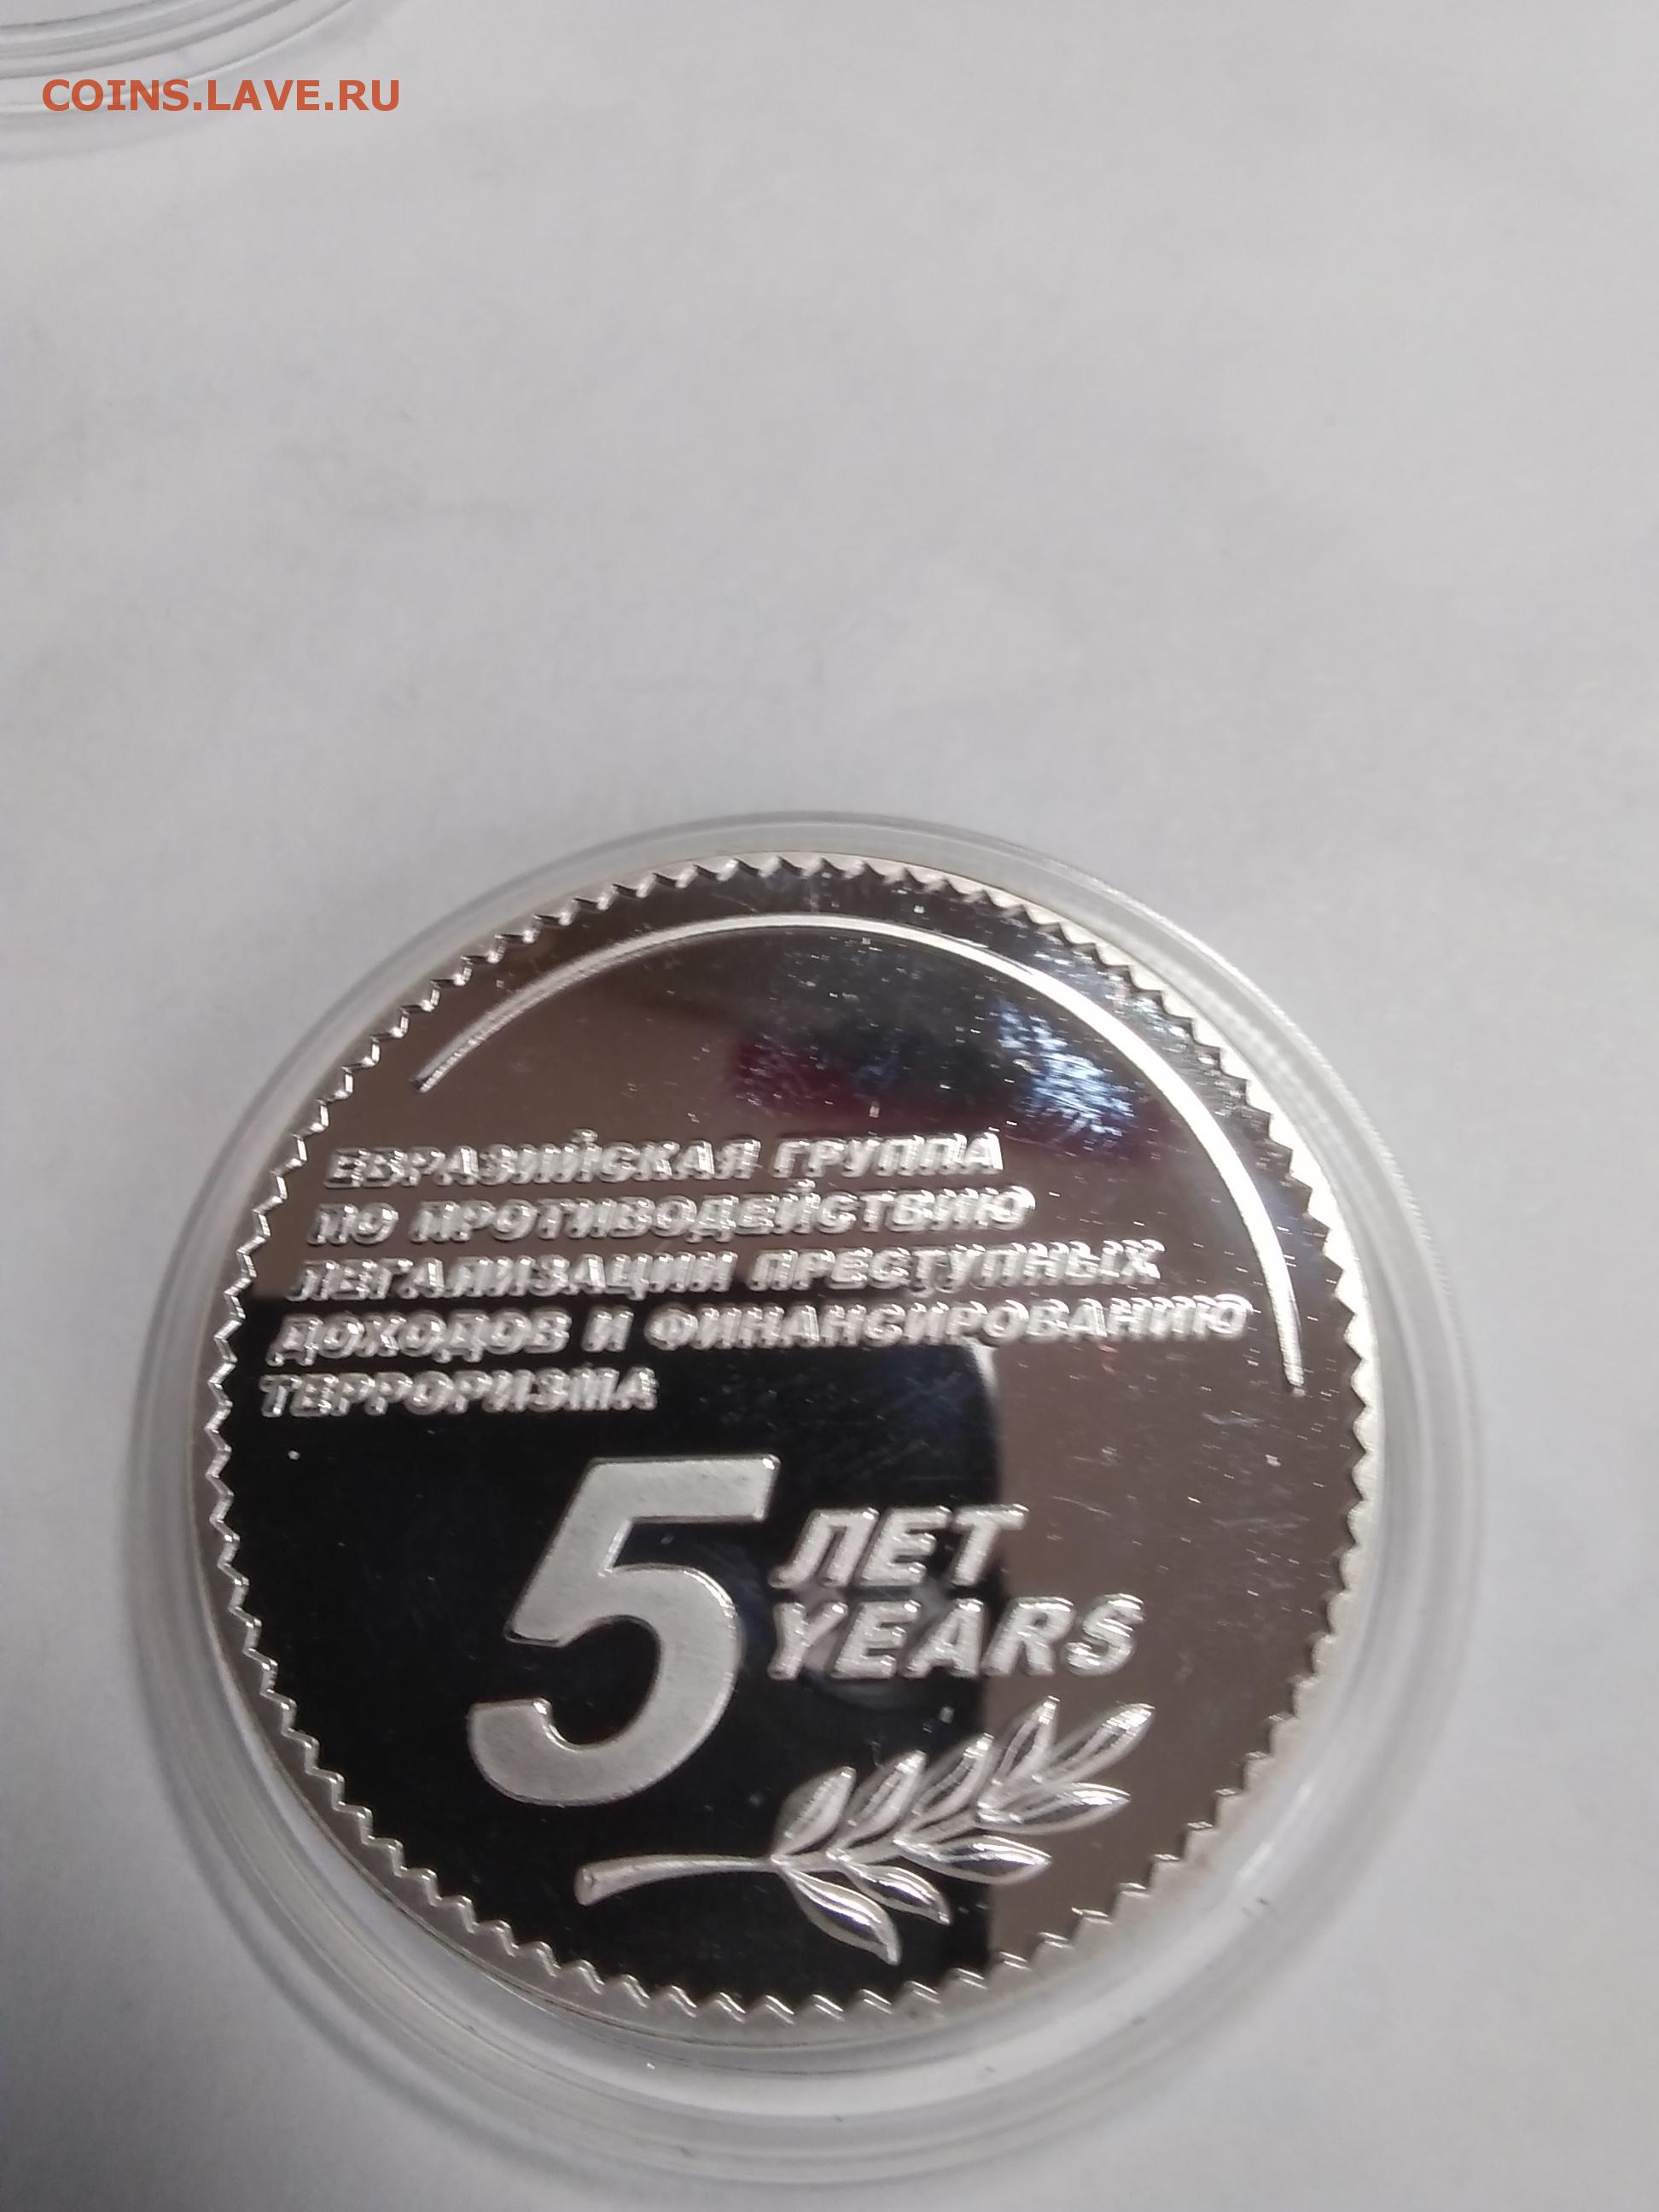 COINS.LAVE.RU
ЕВРАЗИЙСКАЯ ГРУППА
ПО ПРОТИВОДЕЙСТВИЮ
ЛЕГАЛИЗАЦИИ ПРЕСТУПНЫХ
ДОХОДОВ И ФИНАНСИРОВАНИЮ
ТЕРРОРИЗМА
5 ЛЕТ
YEARS